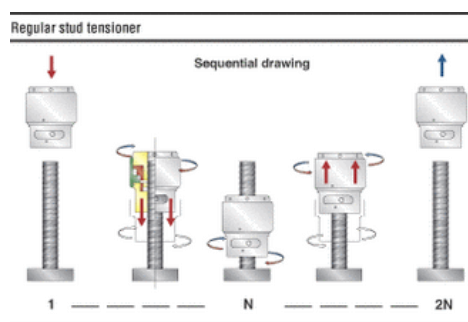 Regular stud tensioner
Sequential drawing
1 — — — — N — — — — 2N